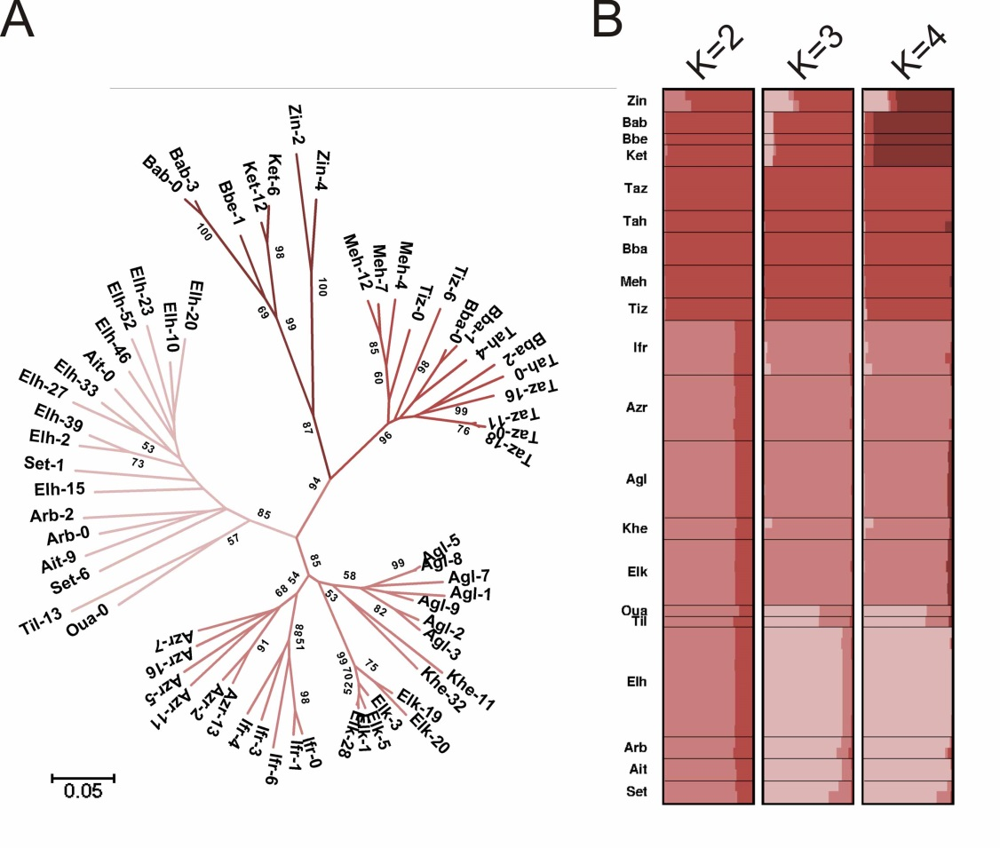 A
B
K=2
K=3
K=4
Zin-2
Zin-4
Bab-3
Bab-0
Bbe-1
Ket-12
Ket-6
100
98
69
99
100
87
Meh-12
Meh-7
Meh-4
Tiz-0
Tiz-6
Bba-0
Bba-1
Tah-4
Bba-2
Tah-0
Taz-16
Taz-11
Taz-0
Taz-18
85
60
98
99
76
96
94
Elh-20
Elh-10
Elh-23
Elh-52
Elh-46
Ait-0
Elh-33
Elh-27
Elh-39
Elh-2
Set-1
Elh-15
Arb-2
Arb-0
Ait-9
Set-6
Til-13
Oua-0
53
73
85
57
85
54
68
58
53
99
82
Agl-5
Agl-8
Agl-7
Agl-1
Agl-9
Agl-2
Agl-3
Khe-11
Khe-32
Elk-19
Elk-20
Elk-3
Elk-5
Elk-1
Elk-28
75
99
70
52
88
51
98
91
Ifr-0
Ifr-1
Ifr-6
Ifr-3
Ifr-4
Azr-13
Azr-2
Azr-11
Azr-5
Azr-16
Azr-7
0.05
Zin
Bab
Bbe
Ket
Taz
Tah
Bba
Meh
Tiz
Ifr
Azr
Agl
Khe
Elk
Oua
Til
Elh
Arb
Ait
Set